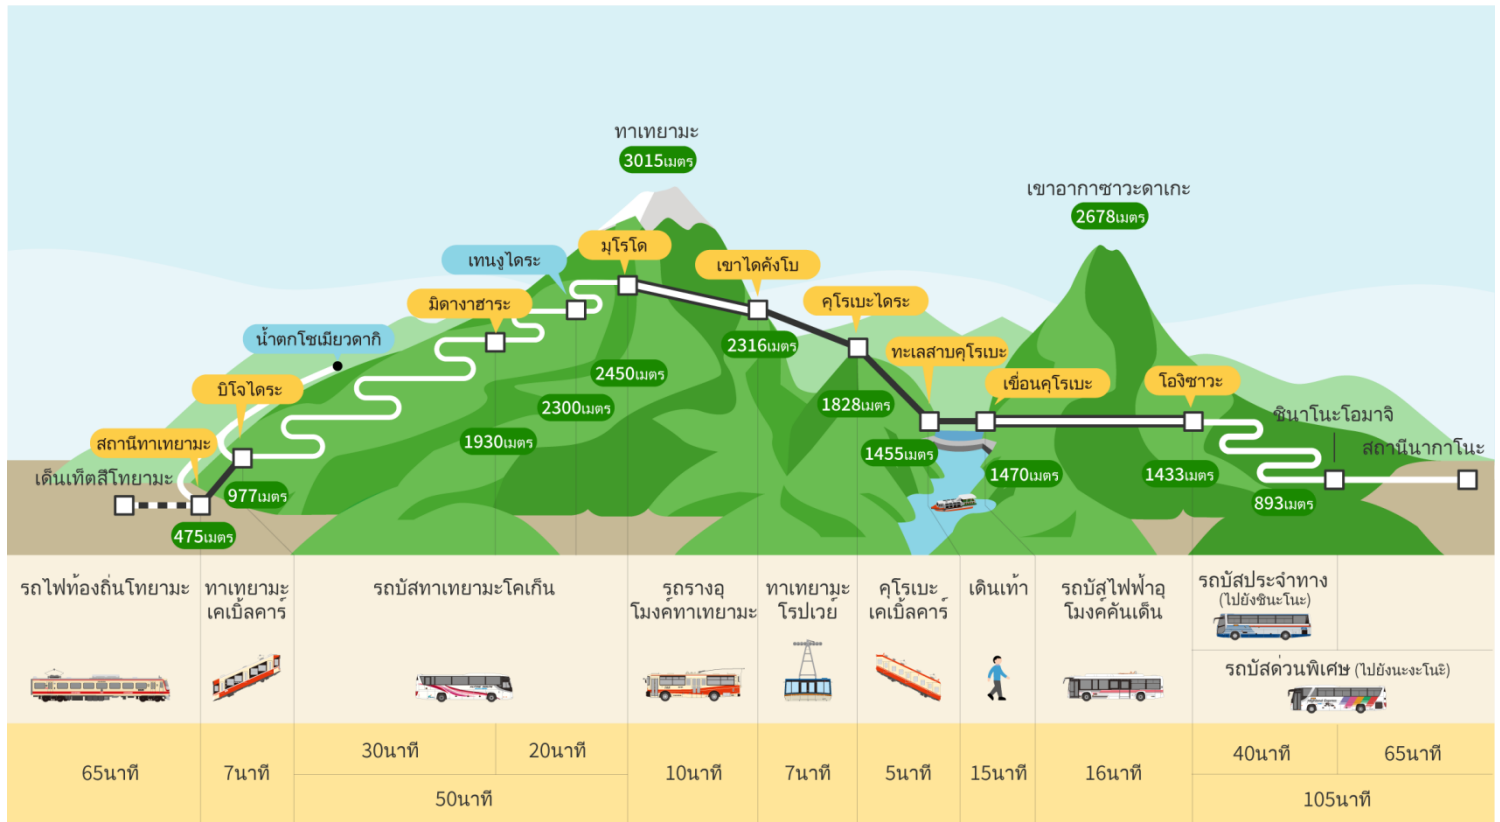 ทาเทยามะ
3015เมตร
เขาอากาซาวะดาเกะ
2678เมตร
เทนงูไดระ
มุโรโด
เขาไดคังโบ
มิดางาฮาระ
คุโรเบะไดระ
น้ำตกโชเมียวดากิ
ทะเลสาบคุโรเบะ
บิโจไดระ
เขื่อนคุโรเบะ
โองิซาวะ
สถานีทาเทยามะ
ชินาโนะโอมาจิ
เด็นเท็ตสึโทยามะ
สถานีนากาโนะ
2316เมตร
2450เมตร
2300เมตร
1828เมตร
1930เมตร
1455เมตร
1470เมตร
1433เมตร
977เมตร
893เมตร
475เมตร
รถไฟท้องถิ่นโทยามะ
ทาเทยามะ
เคเบิ้ลคาร์
รถบัสทาเทยามะโคเก็น
รถรางอุ
โมงค์ทาเทยามะ
ทาเทยามะ
โรปเวย์
คุโรเบะ
เคเบิ้ลคาร์
เดินเท้า
รถบัสไฟฟ้าอุ
โมงค์คันเด็น
รถบัสประจำทาง
(ไปยังชินะโนะ)
รถบัสด่วนพิเศษ (ไปยังนะงะโนะ)
65นาที
7นาที
30นาที
20นาที
50นาที
10นาที
7นาที
5นาที
15นาที
16นาที
40นาที
65นาที
105นาที